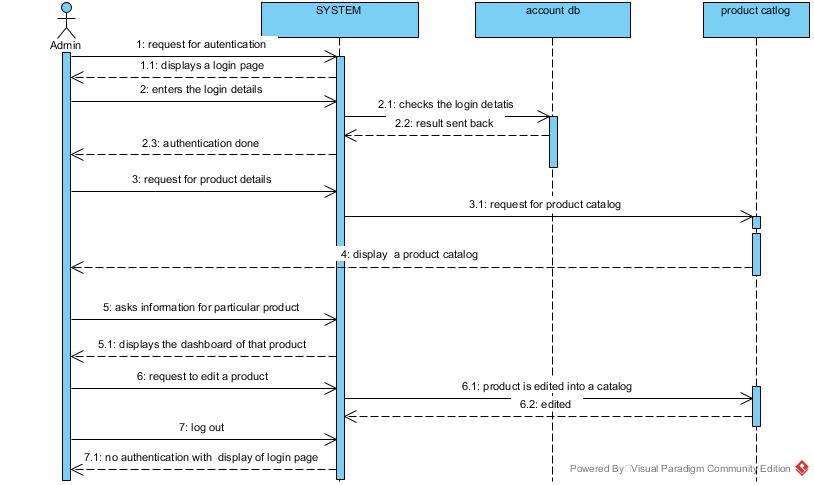 SYSTEM
account db
product catlog
Admin
1: request for autentication
1.1: displays a login page
2: enters the login details
2.1: checks the login detatis
2.2: result sent back
2.3: authentication done
3: request for product details
3.1: request for product catalog
4: display a product catalog
5: asks information for particular product
5.1: displays the dashboard of that product
6: request to edit a product
6.1: product is edited into a catalog
6.2: edited
7: log out
7.1: no authentication with display of login page
Powered By Visual Paradigm Community Edition